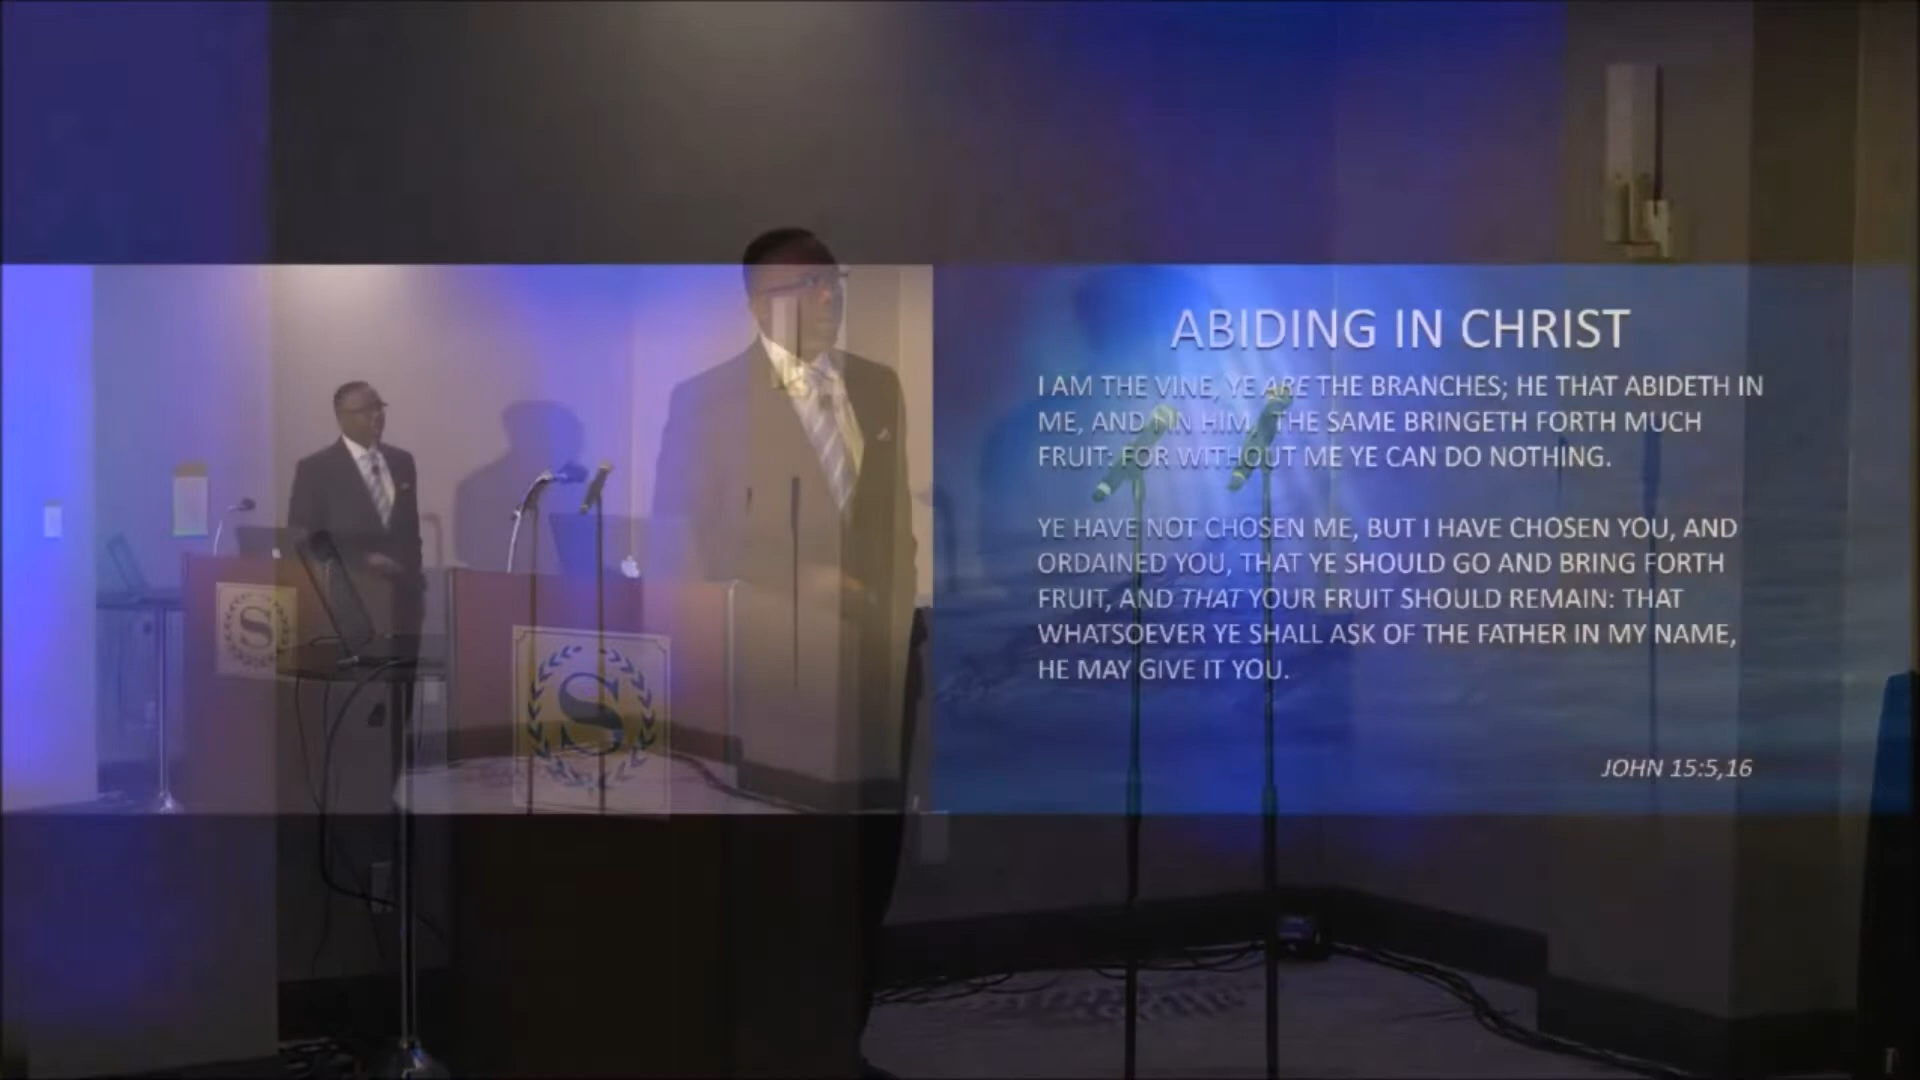 ABIDING IN CHRIST
I AM THE VINE, YE ARE THE BRANCHES; HE THAT ABIDETH IN
ME, AND I IN HIM, THE SAME BRINGETH FORTH MUCH
FRUIT: FOR WITHOUT ME YE CAN DO NOTHING.
YE HAVE NOT CHOSEN ME, BUT I HAVE CHOSEN YOU, AND
ORDAINED YOU, THAT YE SHOULD GO AND BRING FORTH
FRUIT, AND THAT YOUR FRUIT SHOULD REMAIN: THAT
WHATSOEVER YE SHALL ASK OF THE FATHER IN MY NAME,
HE MAY GIVE IT YOU.
JOHN 15:5,16
S
S